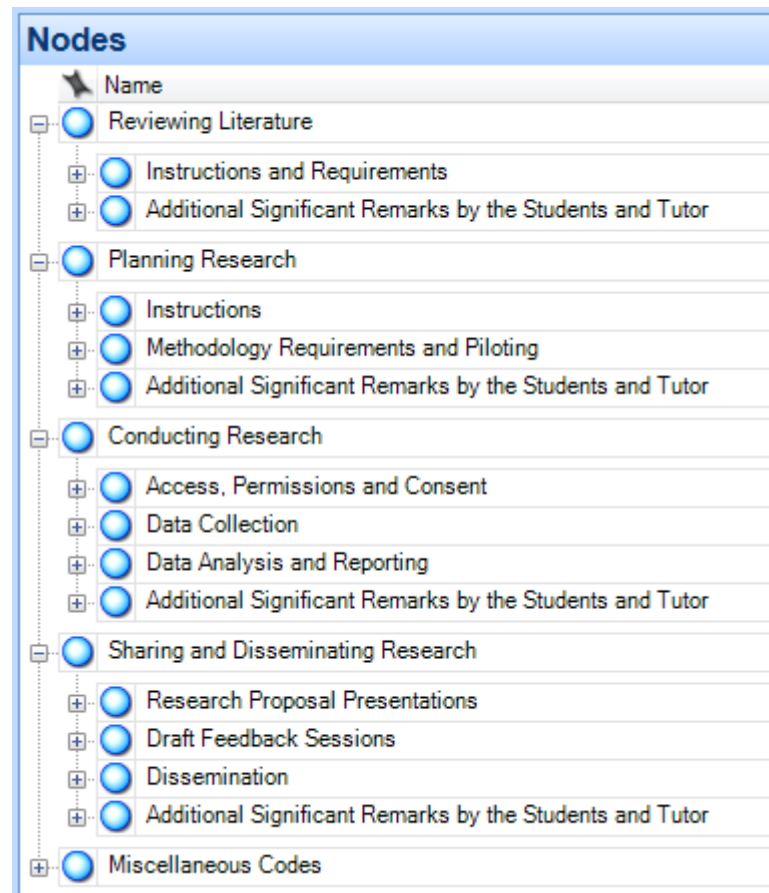 Nodes
Name
Reviewing Literature
Instructions and Requirements
Additional Significant Remarks by the Students and Tutor
Planning Research
Instructions
Methodology Requirements and Piloting
Additional Significant Remarks by the Students and Tutor
Conducting Research
Access, Permissions and Consent
Data Collection
Data Analysis and Reporting
Additional Significant Remarks by the Students and Tutor
Sharing and Disseminating Research
Research Proposal Presentations
Draft Feedback Sessions
Dissemination
Additional Significant Remarks by the Students and Tutor
Miscellaneous Codes